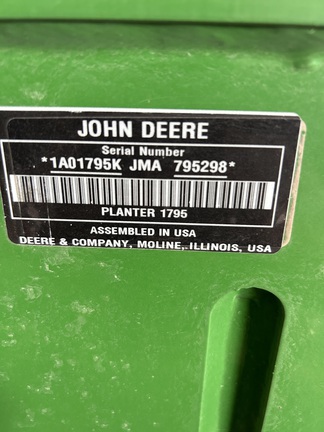 JOHN DEERE
Serial Number
*1A01795K JMA 795298*
PLANTER 1795
ASSEMBLED IN USA
DEERE & COMPANY, MOLINE, ILLINOIS, USA